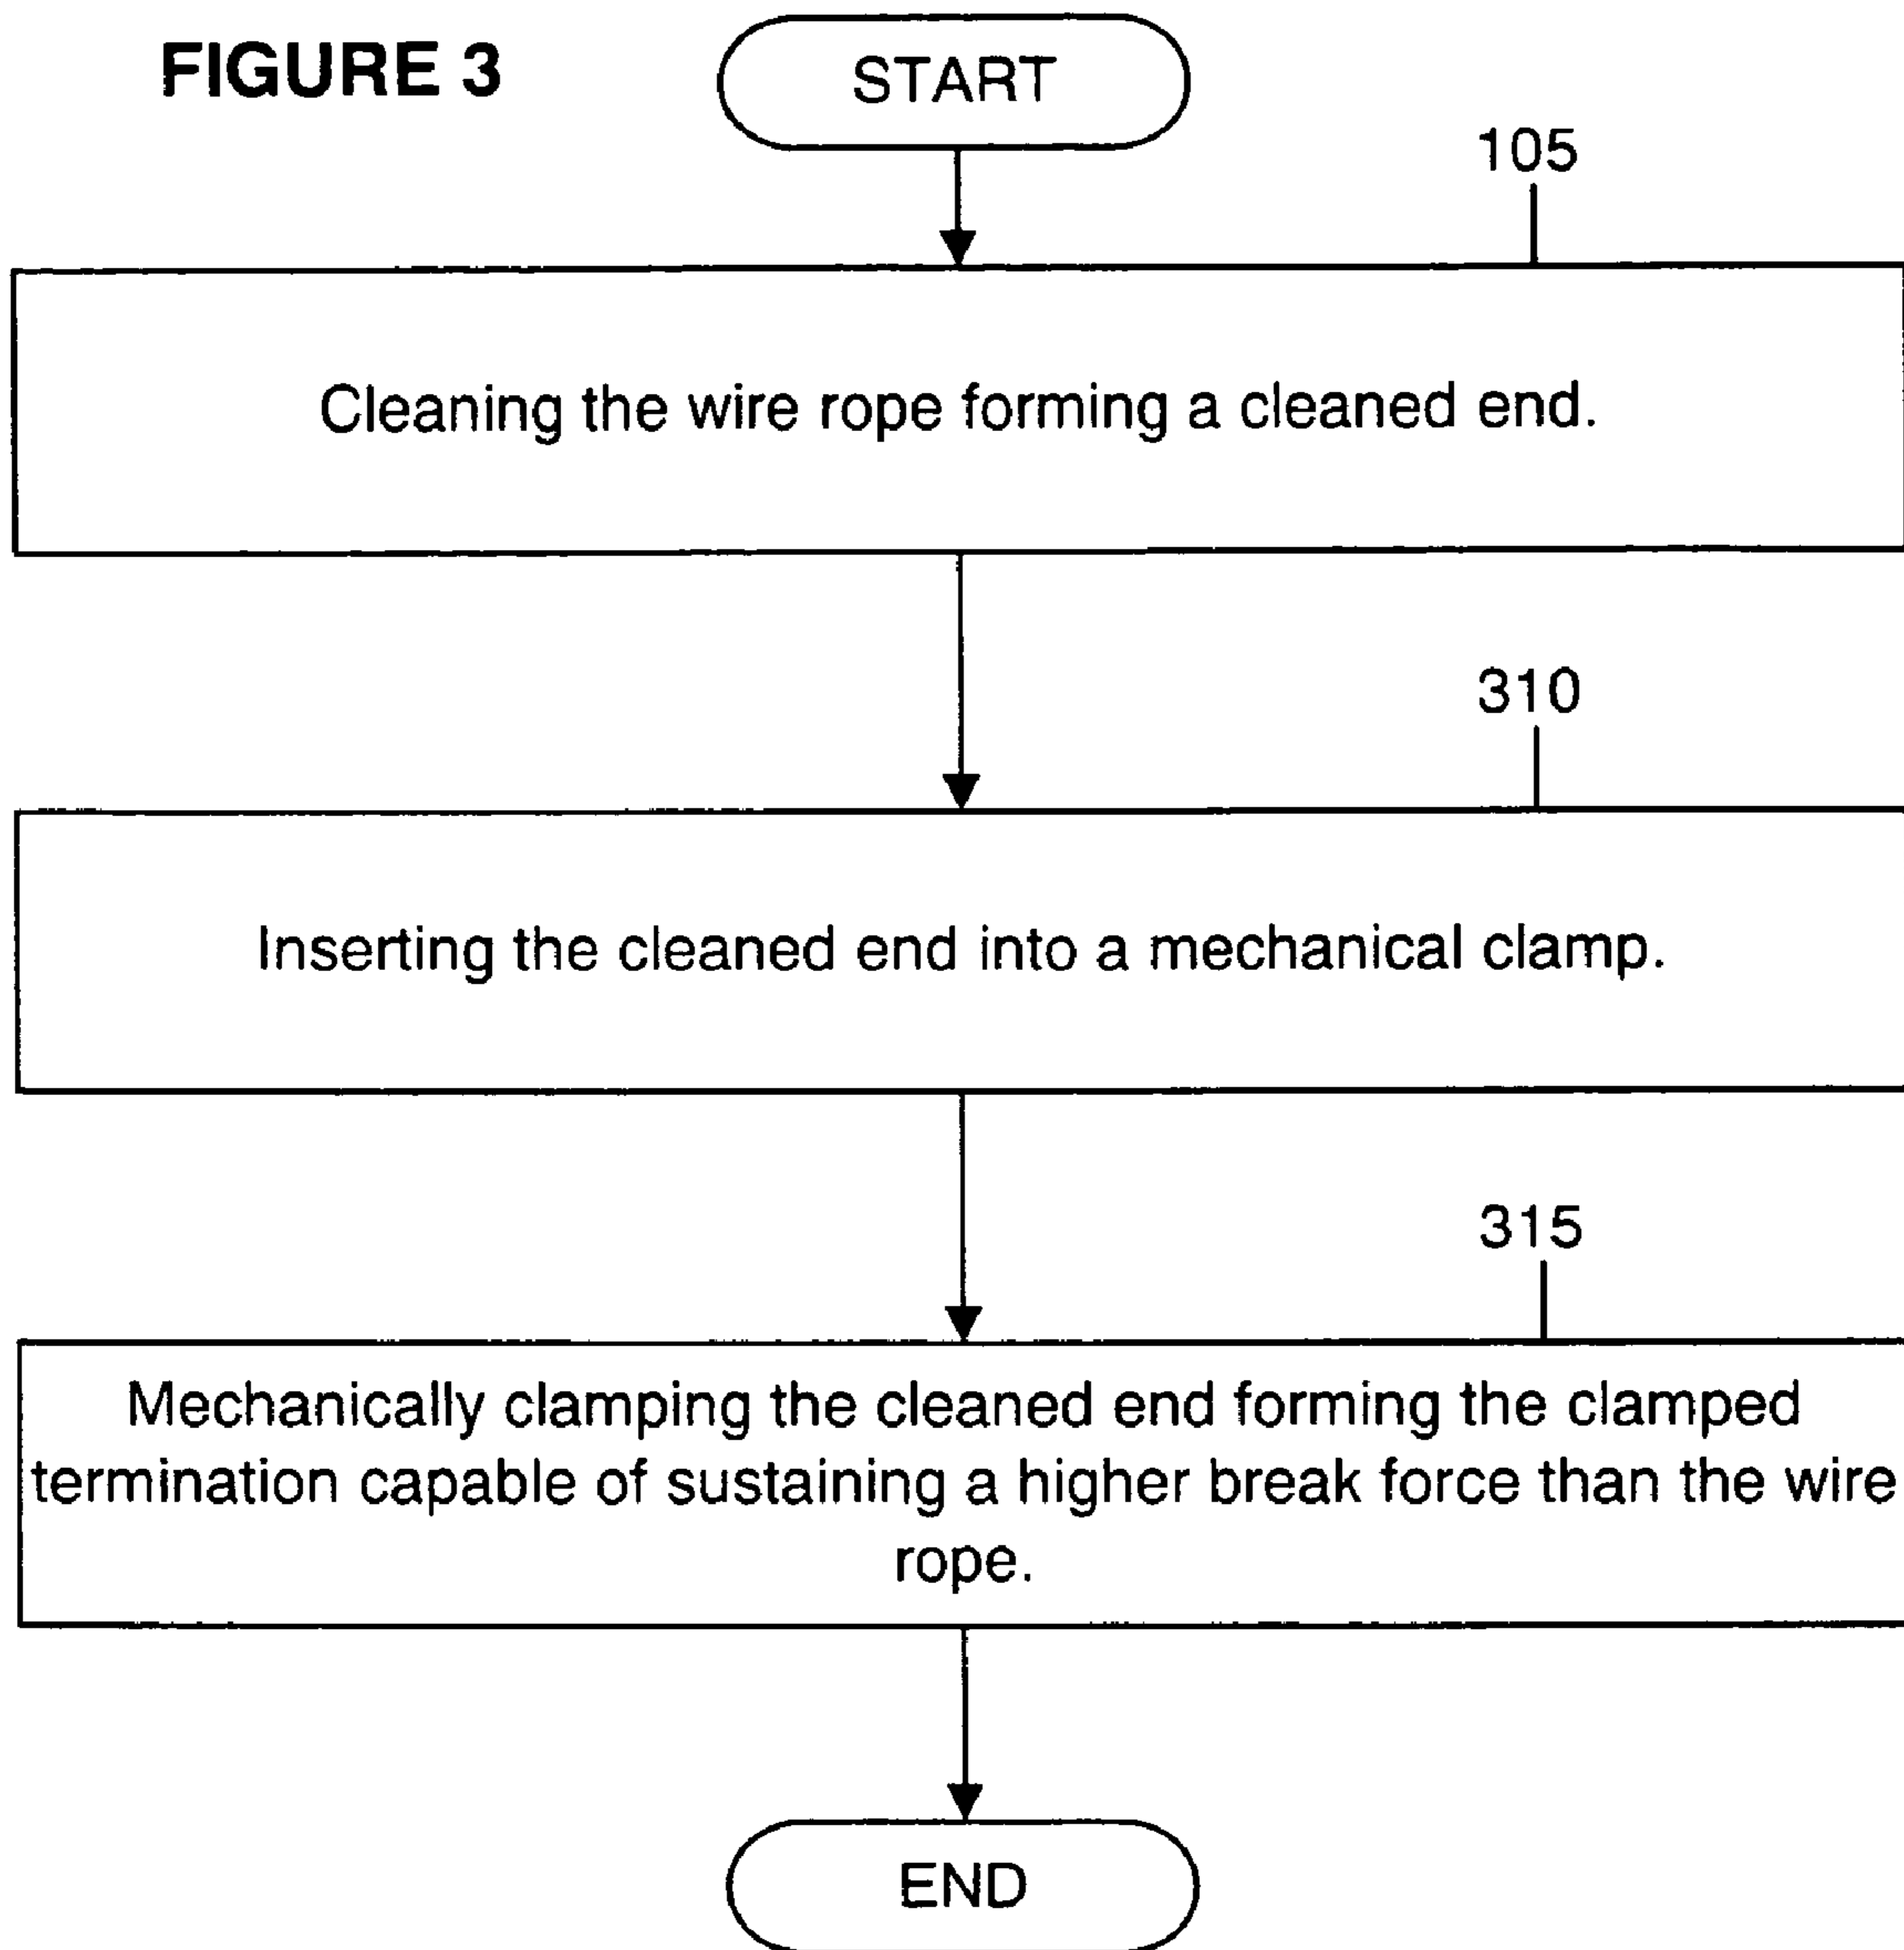 FIGURE 3
START
105
Cleaning the wire rope forming a cleaned end.
310
Inserting the cleaned end into a mechanical clamp.
315
Mechanically clamping the cleaned end forming the clamped
termination capable of sustaining a higher break force than the wire
rope.
END